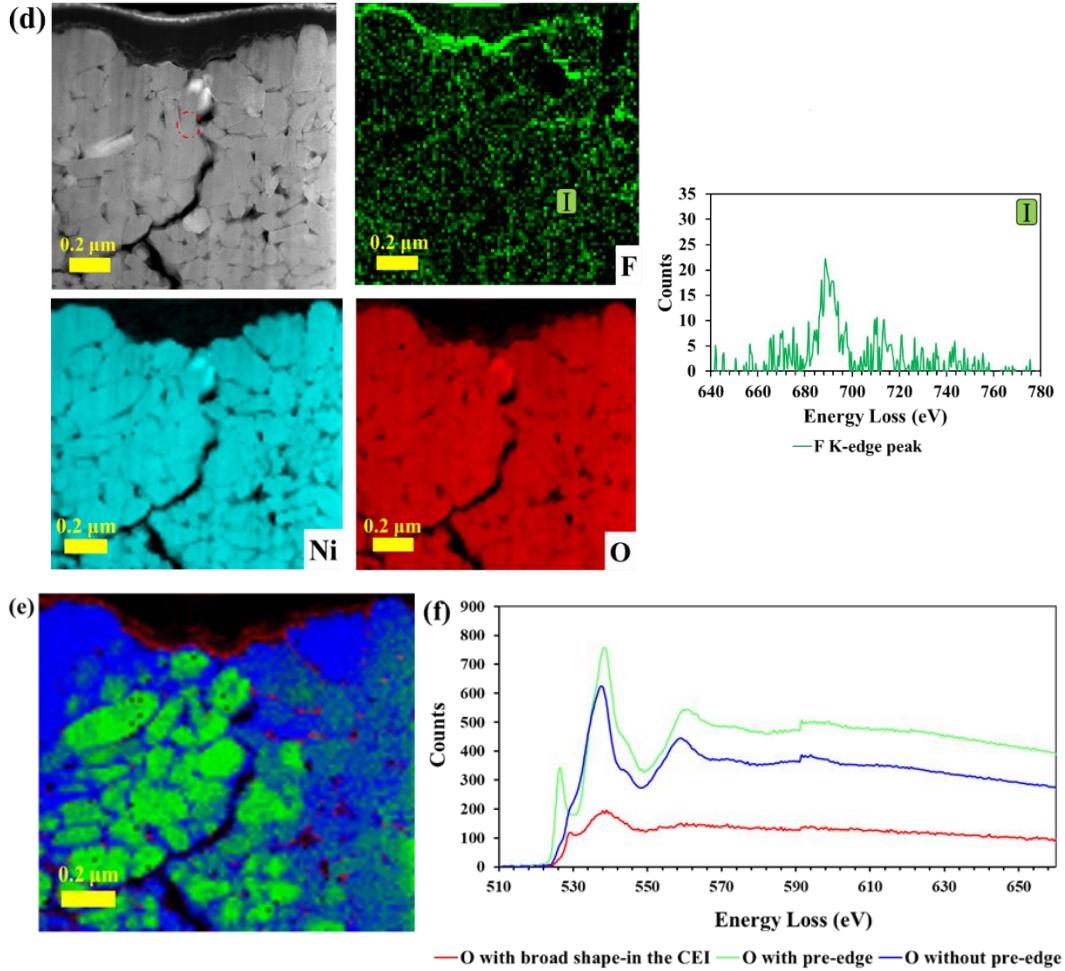 (d)
0.2 µm
I
0.2 µm
F
0.2 µm
Ni
0.2 µm
O
35
30
25
20
15
10
5
0
Counts
I
640 660 680 700 720 740 760 780
Energy Loss (eV)
F K-edge peak
(e)
0.2 µm
(f)
900
800
700
600
500
400
300
200
100
0
Counts
510 530 550 570 590 610 630 650
Energy Loss (eV)
O with broad shape-in the CEI O with pre-edge O without pre-edge